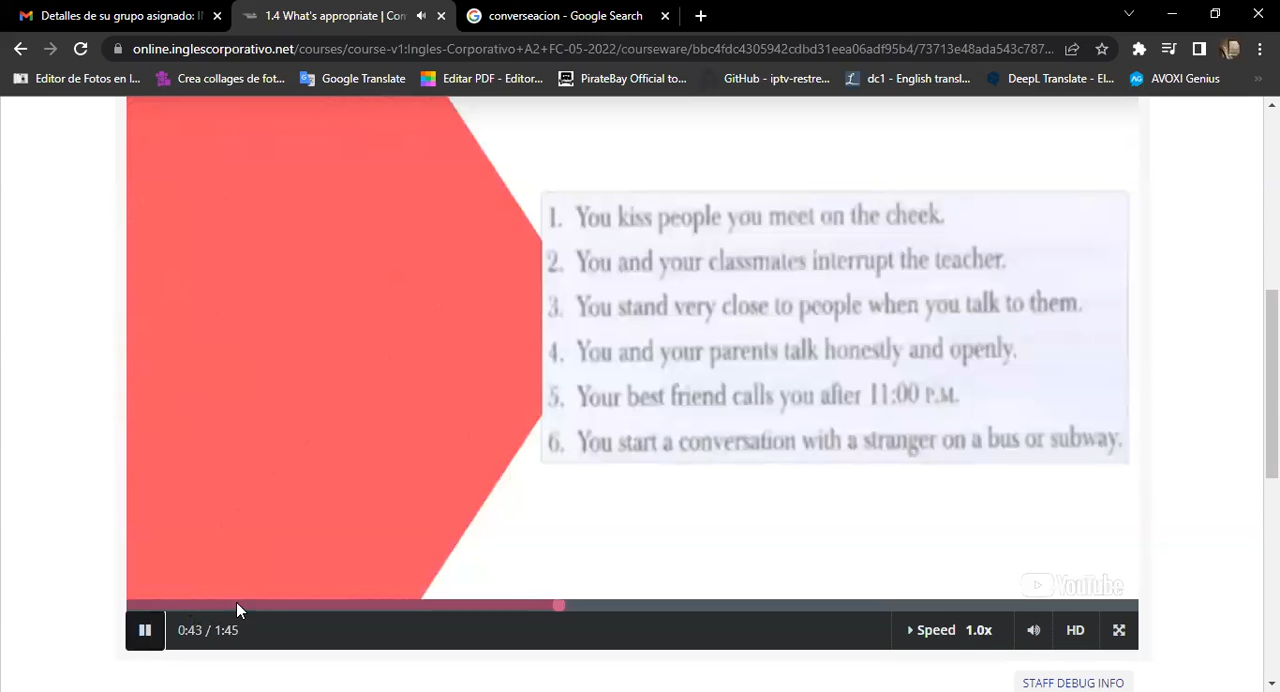 Detalles de su grupo asignado: I
1.4 What's appropriate | Cor
converseacion - Google Search
online.inglescorporativo.net/courses/course-v1:Ingles-Corporativo+A2+FC-05-2022/courseware/bbc4fdc4305942cdbd31eea06adf95b4/73713e48ada543c787...
Editor de Fotos en l...
Crea collages de fot...
Google Translate
Editar PDF - Editor...
PirateBay Official to...
GitHub - iptv-restre...
dc1 - English transl...
DeepL Translate - El...
AVOXI Genius
»
1. You kiss people you meet on the cheek.
2. You and your classmates interrupt the teacher.
3. You stand very close to people when you talk to them.
4. You and your parents talk honestly and openly.
5. Your best friend calls you after 11:00 P.M.
6. You start a conversation with a stranger on a bus or subway.
YouTube
0:43 / 1:45
Speed 1.0x
HD
STAFF DEBUG INFO